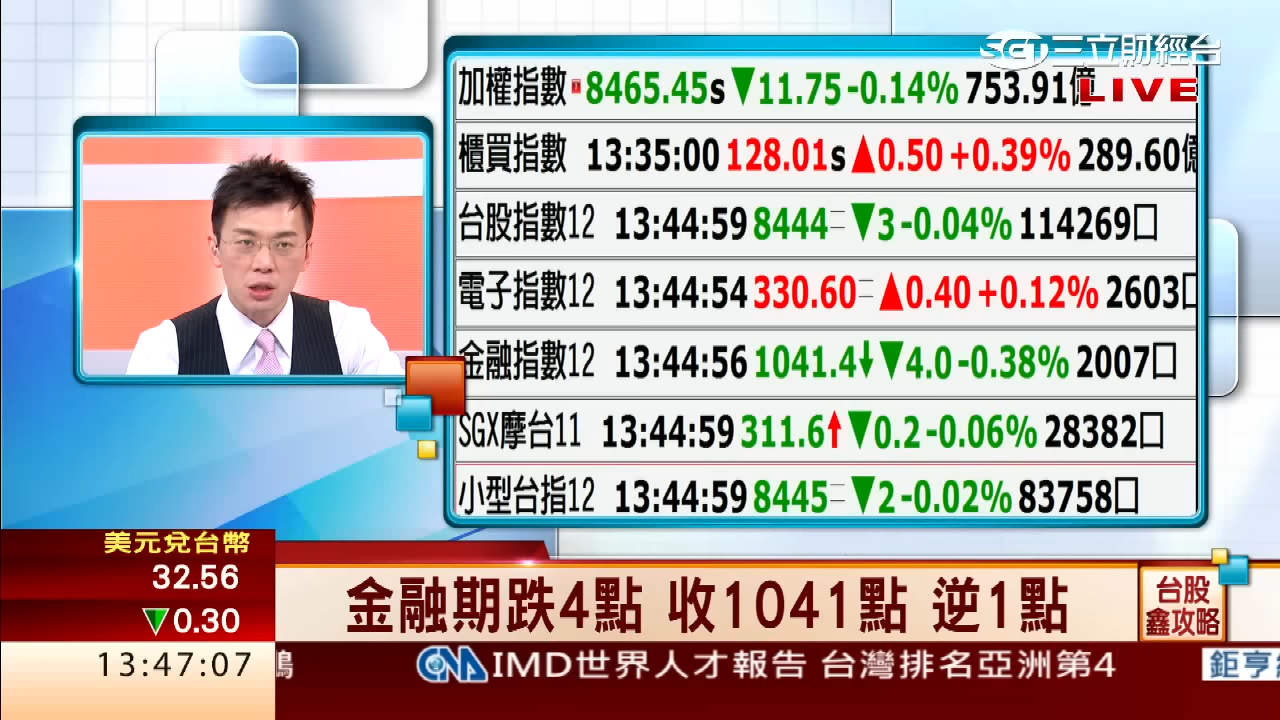 SET 三立財經台
LIVE
加權指數 8465.45s ▼11.75 -0.14% 753.91億
櫃買指數 13:35:00 128.01s ▲0.50 +0.39% 289.60億
台股指數12 13:44:59 8444 ▼3 -0.04% 114269口
電子指數12 13:44:54 330.60 ▲0.40 +0.12% 2603口
金融指數12 13:44:56 1041.4↓ ▼4.0 -0.38% 2007口
SGX摩台11 13:44:59 311.6↑ ▼0.2 -0.06% 28382口
小型台指12 13:44:59 8445 ▼2 -0.02% 83758口
美元兌台幣
32.56
▼0.30
13:47:07
金融期跌4點 收1041點 逆1點
台股
鑫攻略
鴻 CNA IMD世界人才報告 台灣排名亞洲第4 鉅亨